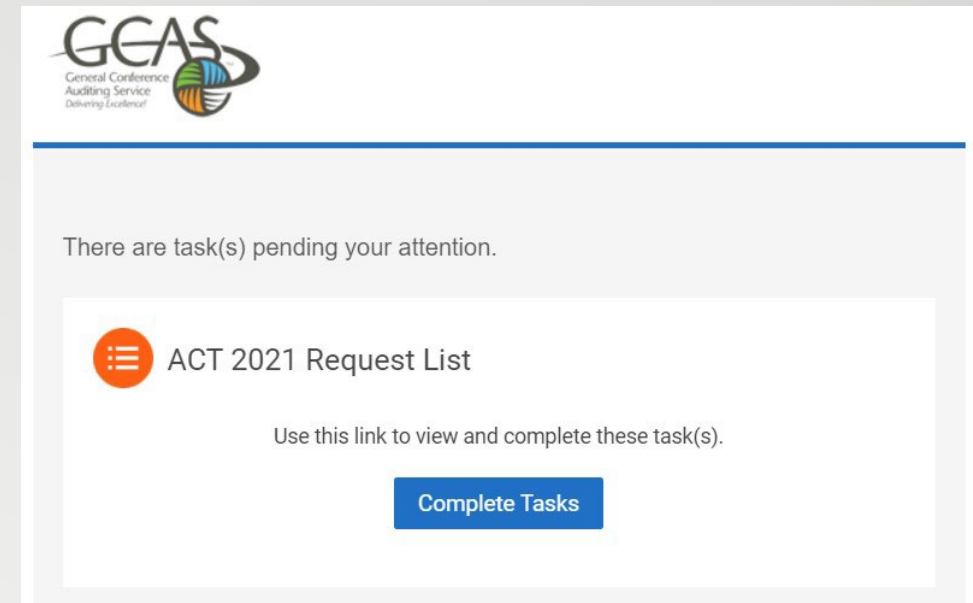 GCAS
General Conference
Auditing Service
Delivering Excellence!
There are task(s) pending your attention.
ACT 2021 Request List
Use this link to view and complete these task(s).
Complete Tasks